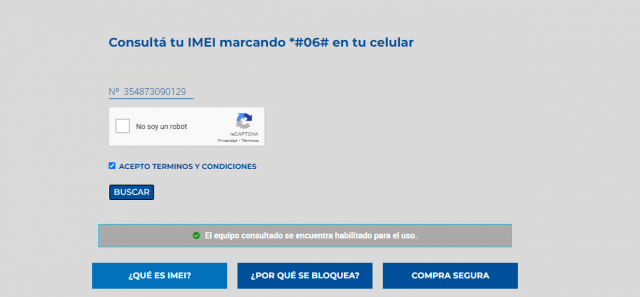 Consultá tu IMEI marcando *#06# en tu celular
Nº 354873090129
No soy un robot
reCAPTCHA
Privacidad - Términos
ACEPTO TERMINOS Y CONDICIONES
BUSCAR
El equipo consultado se encuentra habilitado para el uso.
¿QUÉ ES IMEI?
¿POR QUÉ SE BLOQUEA?
COMPRA SEGURA